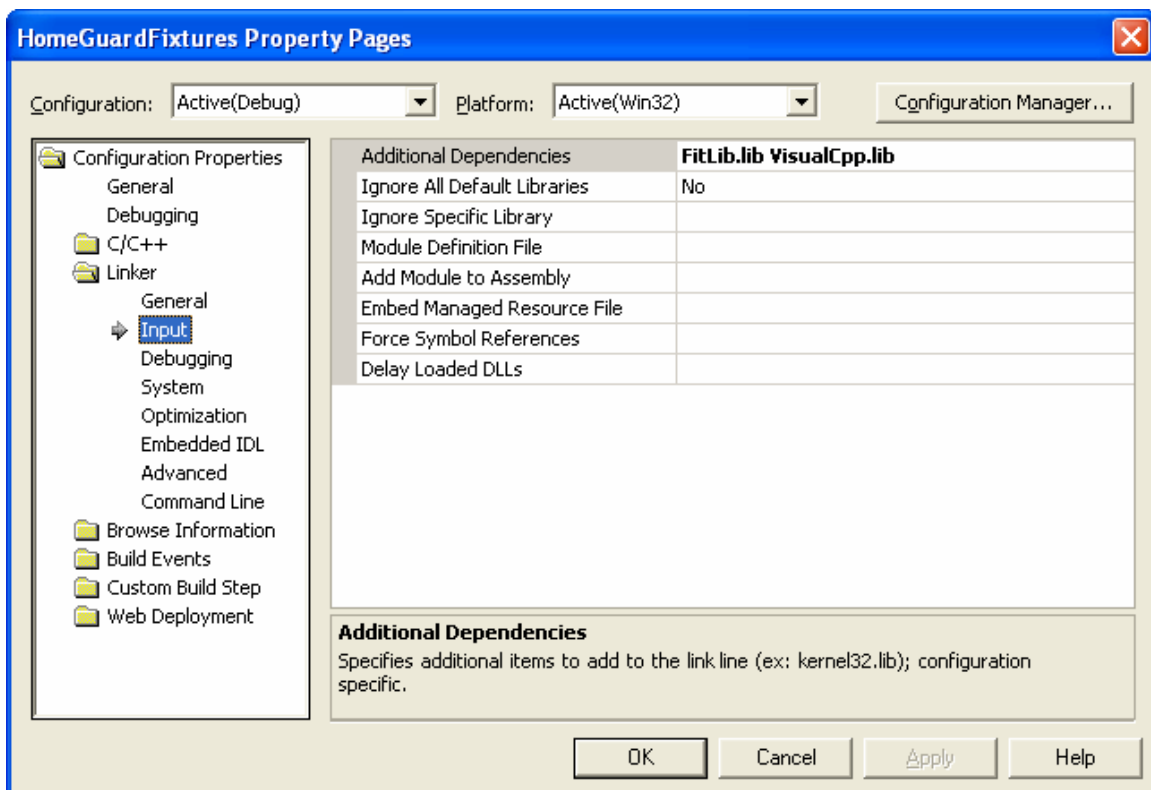 HomeGuardFixtures Property Pages
Configuration: Active(Debug) Platform: Active(Win32) Configuration Manager...
Configuration Properties
General
Debugging
C/C++
Linker
General
Input
Debugging
System
Optimization
Embedded IDL
Advanced
Command Line
Browse Information
Build Events
Custom Build Step
Web Deployment
Additional Dependencies FitLib.lib VisualCpp.lib
Ignore All Default Libraries No
Ignore Specific Library
Module Definition File
Add Module to Assembly
Embed Managed Resource File
Force Symbol References
Delay Loaded DLLs
Additional Dependencies
Specifies additional items to add to the link line (ex: kernel32.lib); configuration
specific.
OK Cancel Apply Help